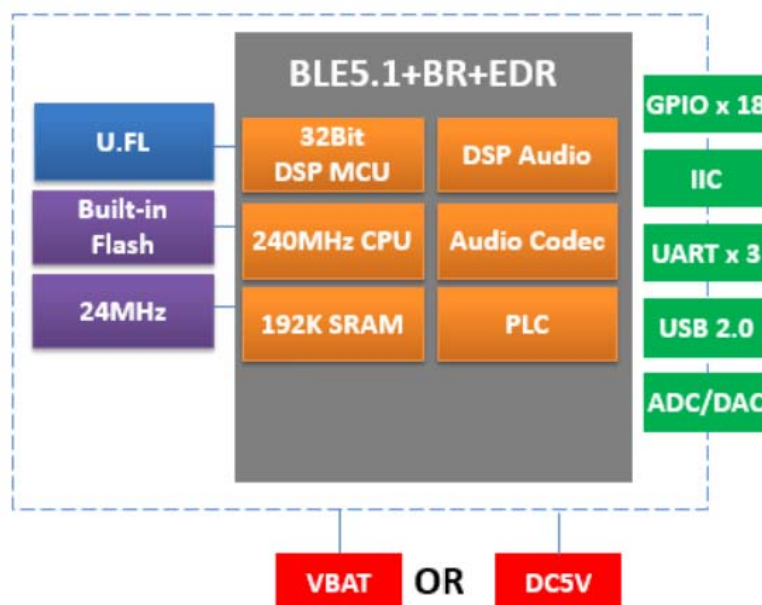 BLE5.1+BR+EDR
U.FL
Built-in
Flash
24MHz
32Bit
DSP MCU
DSP Audio
240MHz CPU
Audio Codec
192K SRAM
PLC
GPIO x 18
IIC
UART x 3
USB 2.0
ADC/DAC
VBAT OR DC5V